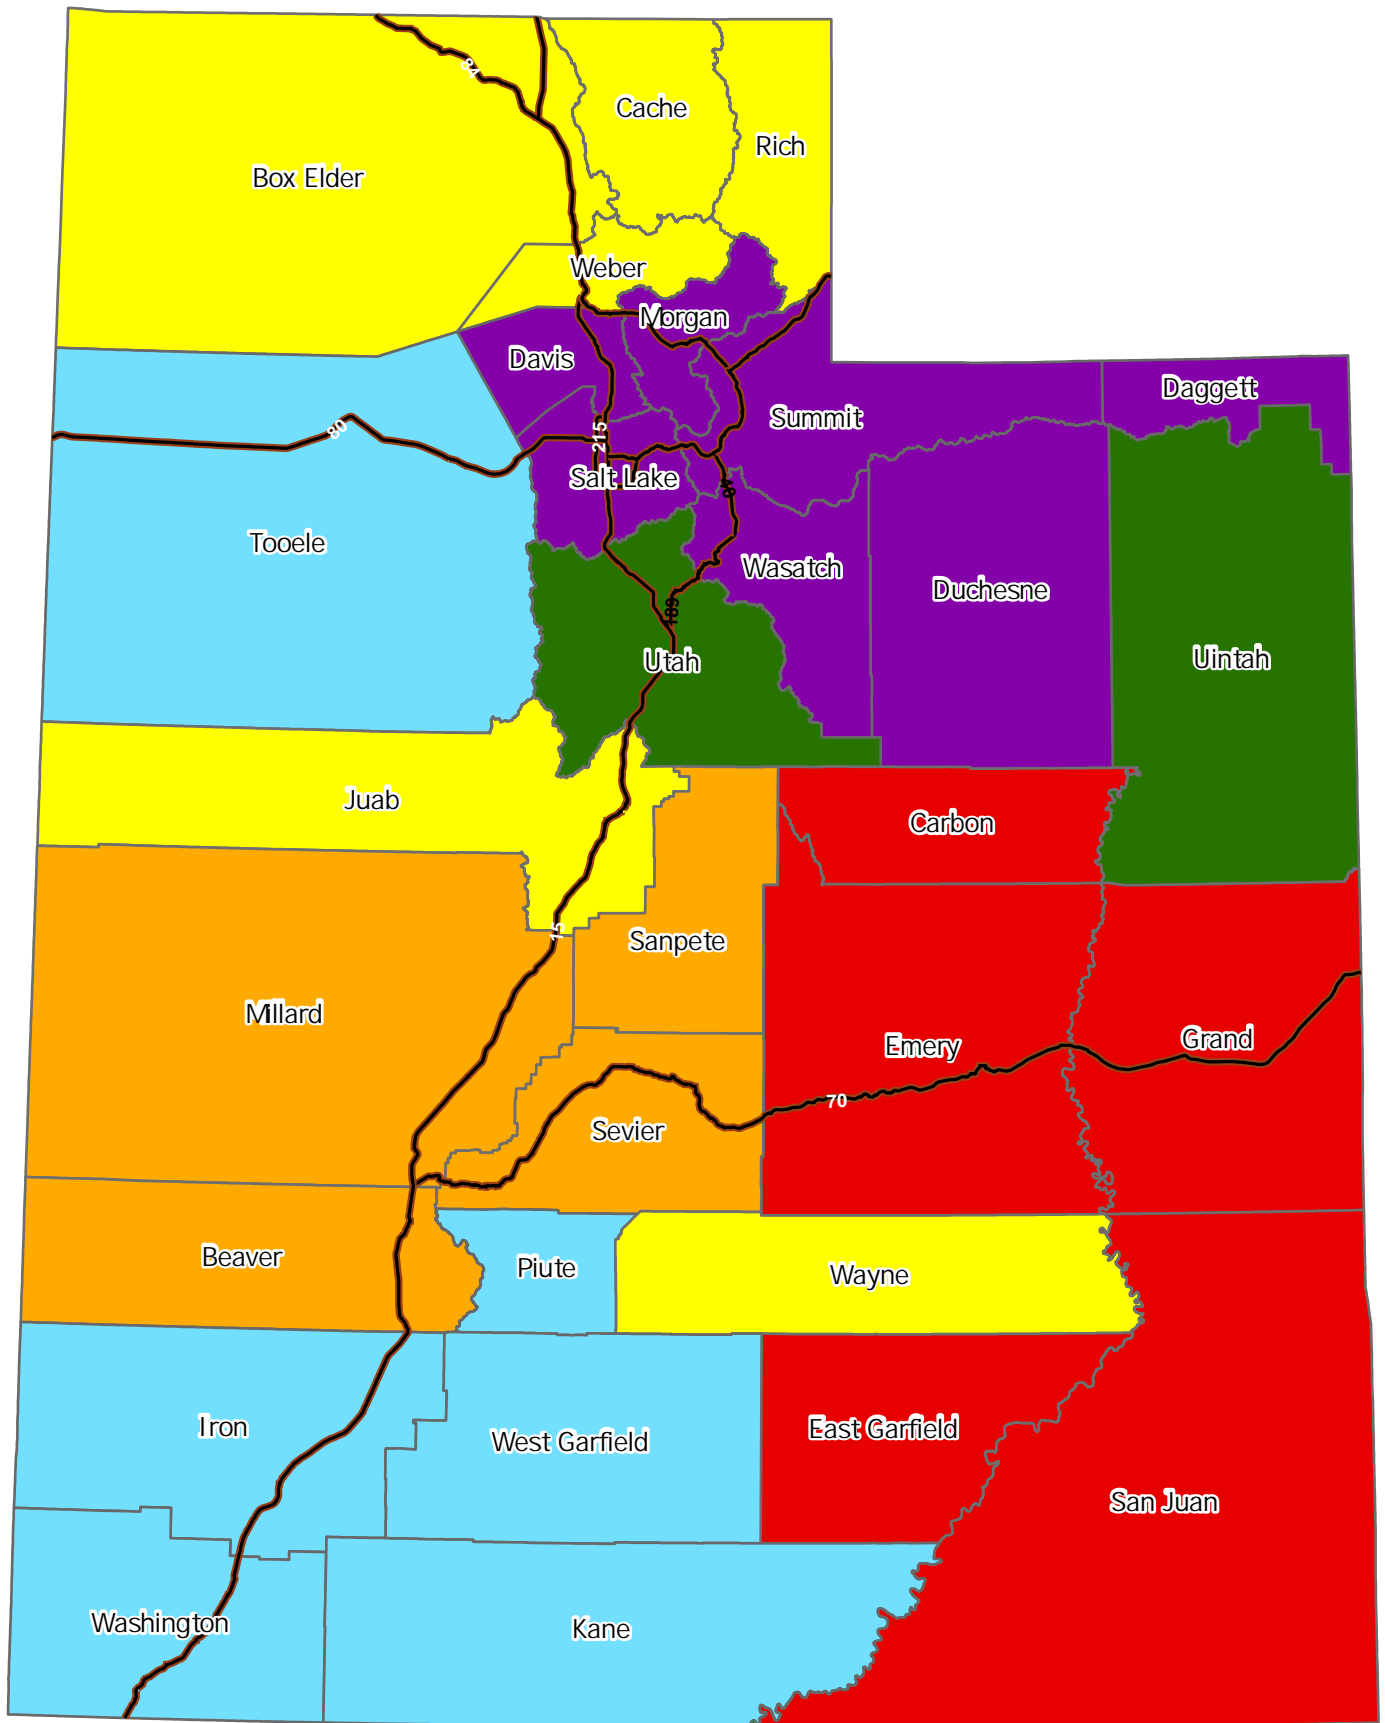 84
Cache
Rich
Box Elder
Weber
Morgan
Davis
Daggett
Summit
80
215
Salt Lake
40
Tooele
Wasatch
Duchesne
189
Utah
Uintah
Juab
Carbon
15
Sanpete
Millard
Emery
Grand
70
Sevier
Beaver
Piute
Wayne
Iron
West Garfield
East Garfield
San Juan
Washington
Kane